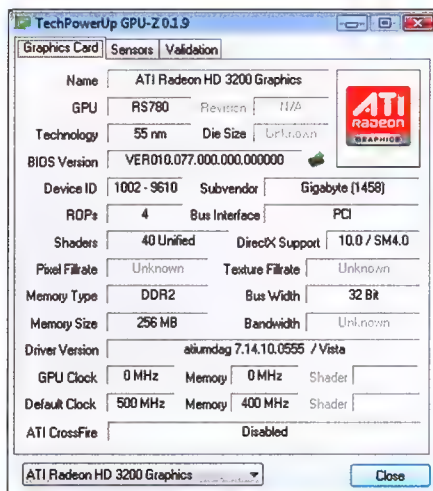 TechPowerUp GPU-Z 0.1.9
Graphics Card Sensors Validation
Name ATI Radeon HD 3200 Graphics
GPU RS780 Revision N/A
Technology 55 nm Die Size Unknown
BIOS Version VER010.077.000.000.000000
Device ID 1002 - 9610 Subvendor Gigabyte (1458)
ROPs 4 Bus Interface PCI
Shaders 40 Unified DirectX Support 10.0 / SM4.0
Pixel Fillrate Unknown Texture Fillrate Unknown
Memory Type DDR2 Bus Width 32 Bit
Memory Size 256 MB Bandwidth Unknown
Driver Version atiumdag 7.14.10.0555 / Vista
GPU Clock 0 MHz Memory 0 MHz Shader
Default Clock 500 MHz Memory 400 MHz Shader
ATI CrossFire Disabled
ATI
RADEON
GRAPHICS
ATI Radeon HD 3200 Graphics Close